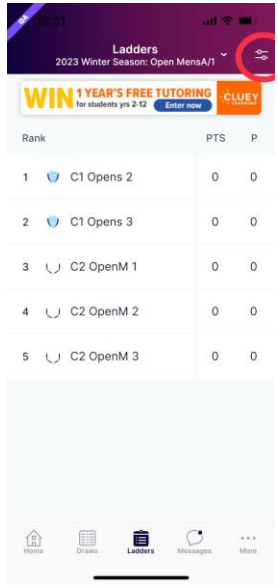 QA
10:31
Ladders
2023 Winter Season: Open MensA/1
WIN 1 YEAR'S FREE TUTORING
for students yrs 2-12 Enter now
CLUEY
LEARNING
Rank PTS P
1 C1 Opens 2 0 0
2 C1 Opens 3 0 0
3 C2 OpenM 1 0 0
4 C2 OpenM 2 0 0
5 C2 OpenM 3 0 0
Home Draws Ladders Messages More